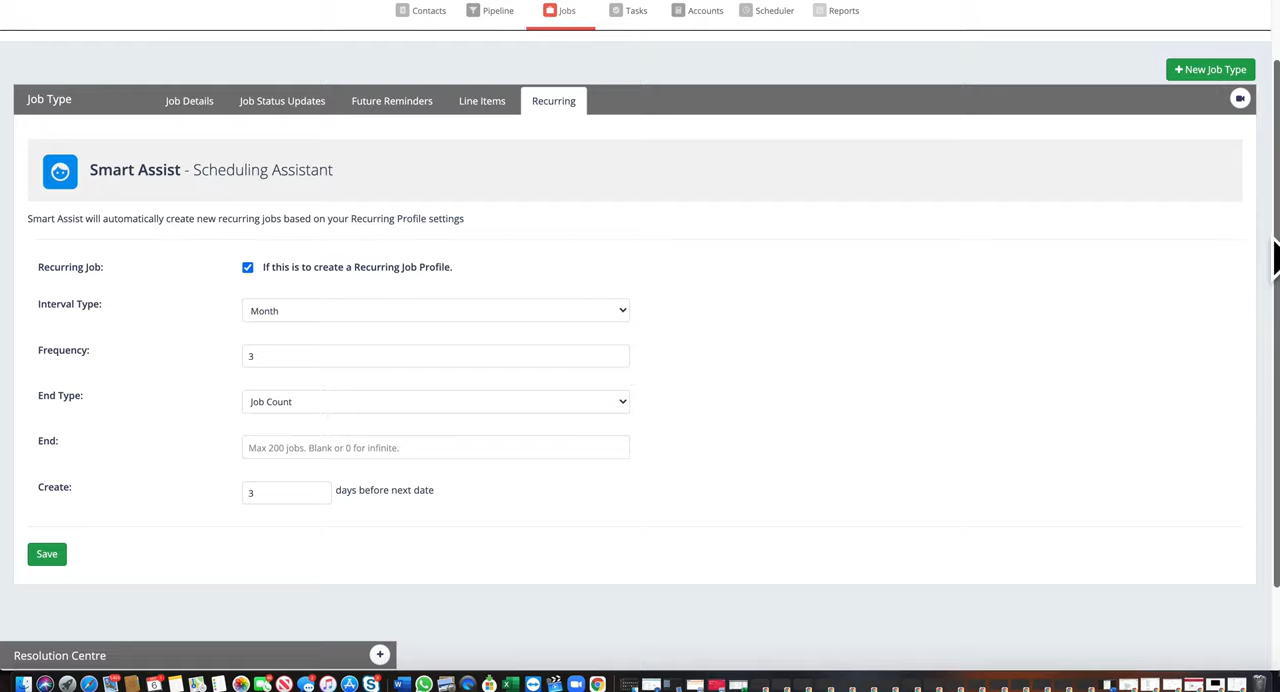 Contacts Pipeline Jobs Tasks Accounts Scheduler Reports
+ New Job Type
Job Type Job Details Job Status Updates Future Reminders Line Items Recurring
Smart Assist - Scheduling Assistant
Smart Assist will automatically create new recurring jobs based on your Recurring Profile settings
Recurring Job: If this is to create a Recurring Job Profile.
Interval Type: Month
Frequency: 3
End Type: Job Count
End: Max 200 jobs. Blank or 0 for infinite.
Create: 3 days before next date
Save
Resolution Centre +